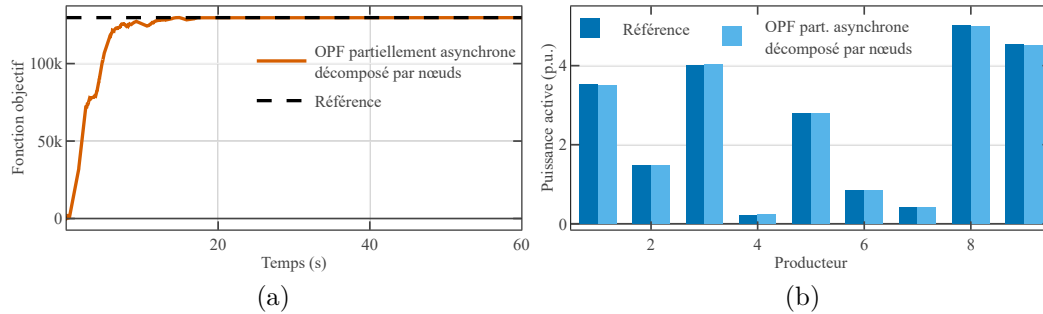 100k
50k
0
20
40
60
Fonction objectif
Temps (s)
OPF partiellement asynchrone
décomposé par nœuds
Référence
(a)
4
2
0
2
4
6
8
Puissance active (p.u.)
Producteur
Référence
OPF part. asynchrone
décomposé par nœuds
(b)